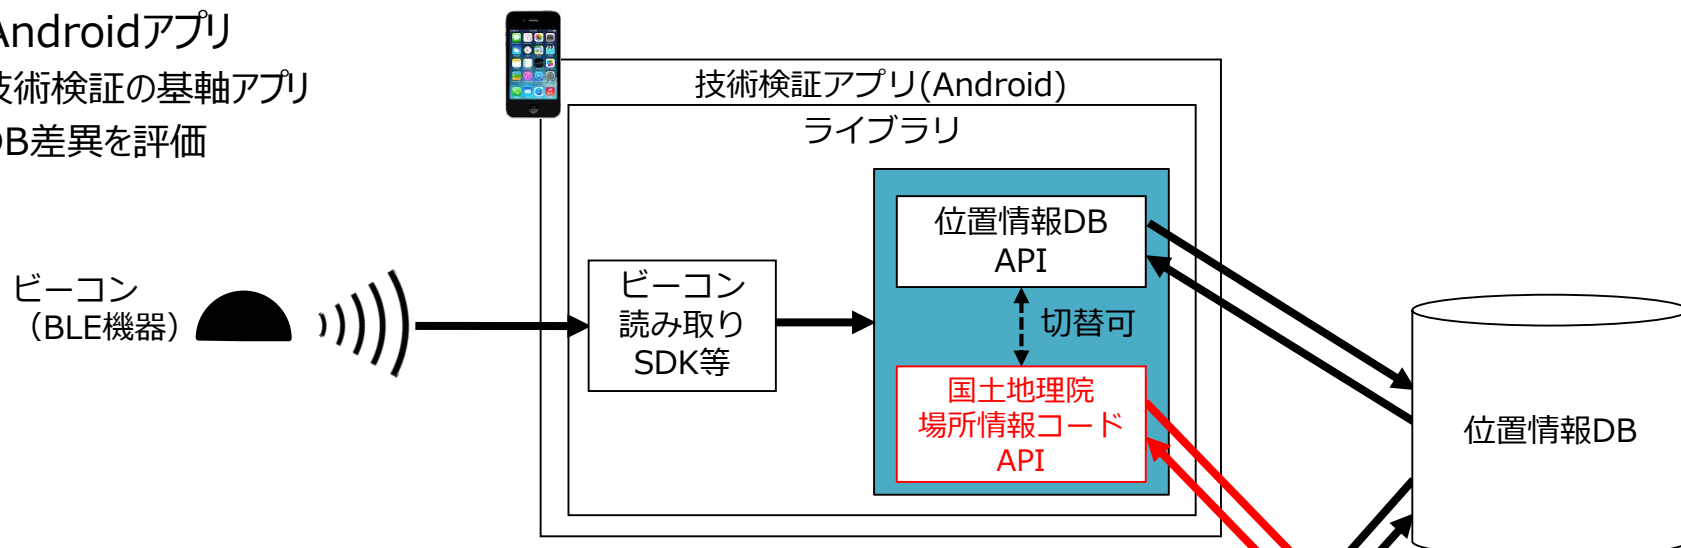 Androidアプリ
技術検証の基軸アプリ
DB差異を評価
技術検証アプリ(Android)
ライブラリ
ビーコン
（BLE機器）
ビーコン
読み取り
SDK等
位置情報DB
API
切替可
国土地理院
場所情報コード
API
位置情報DB